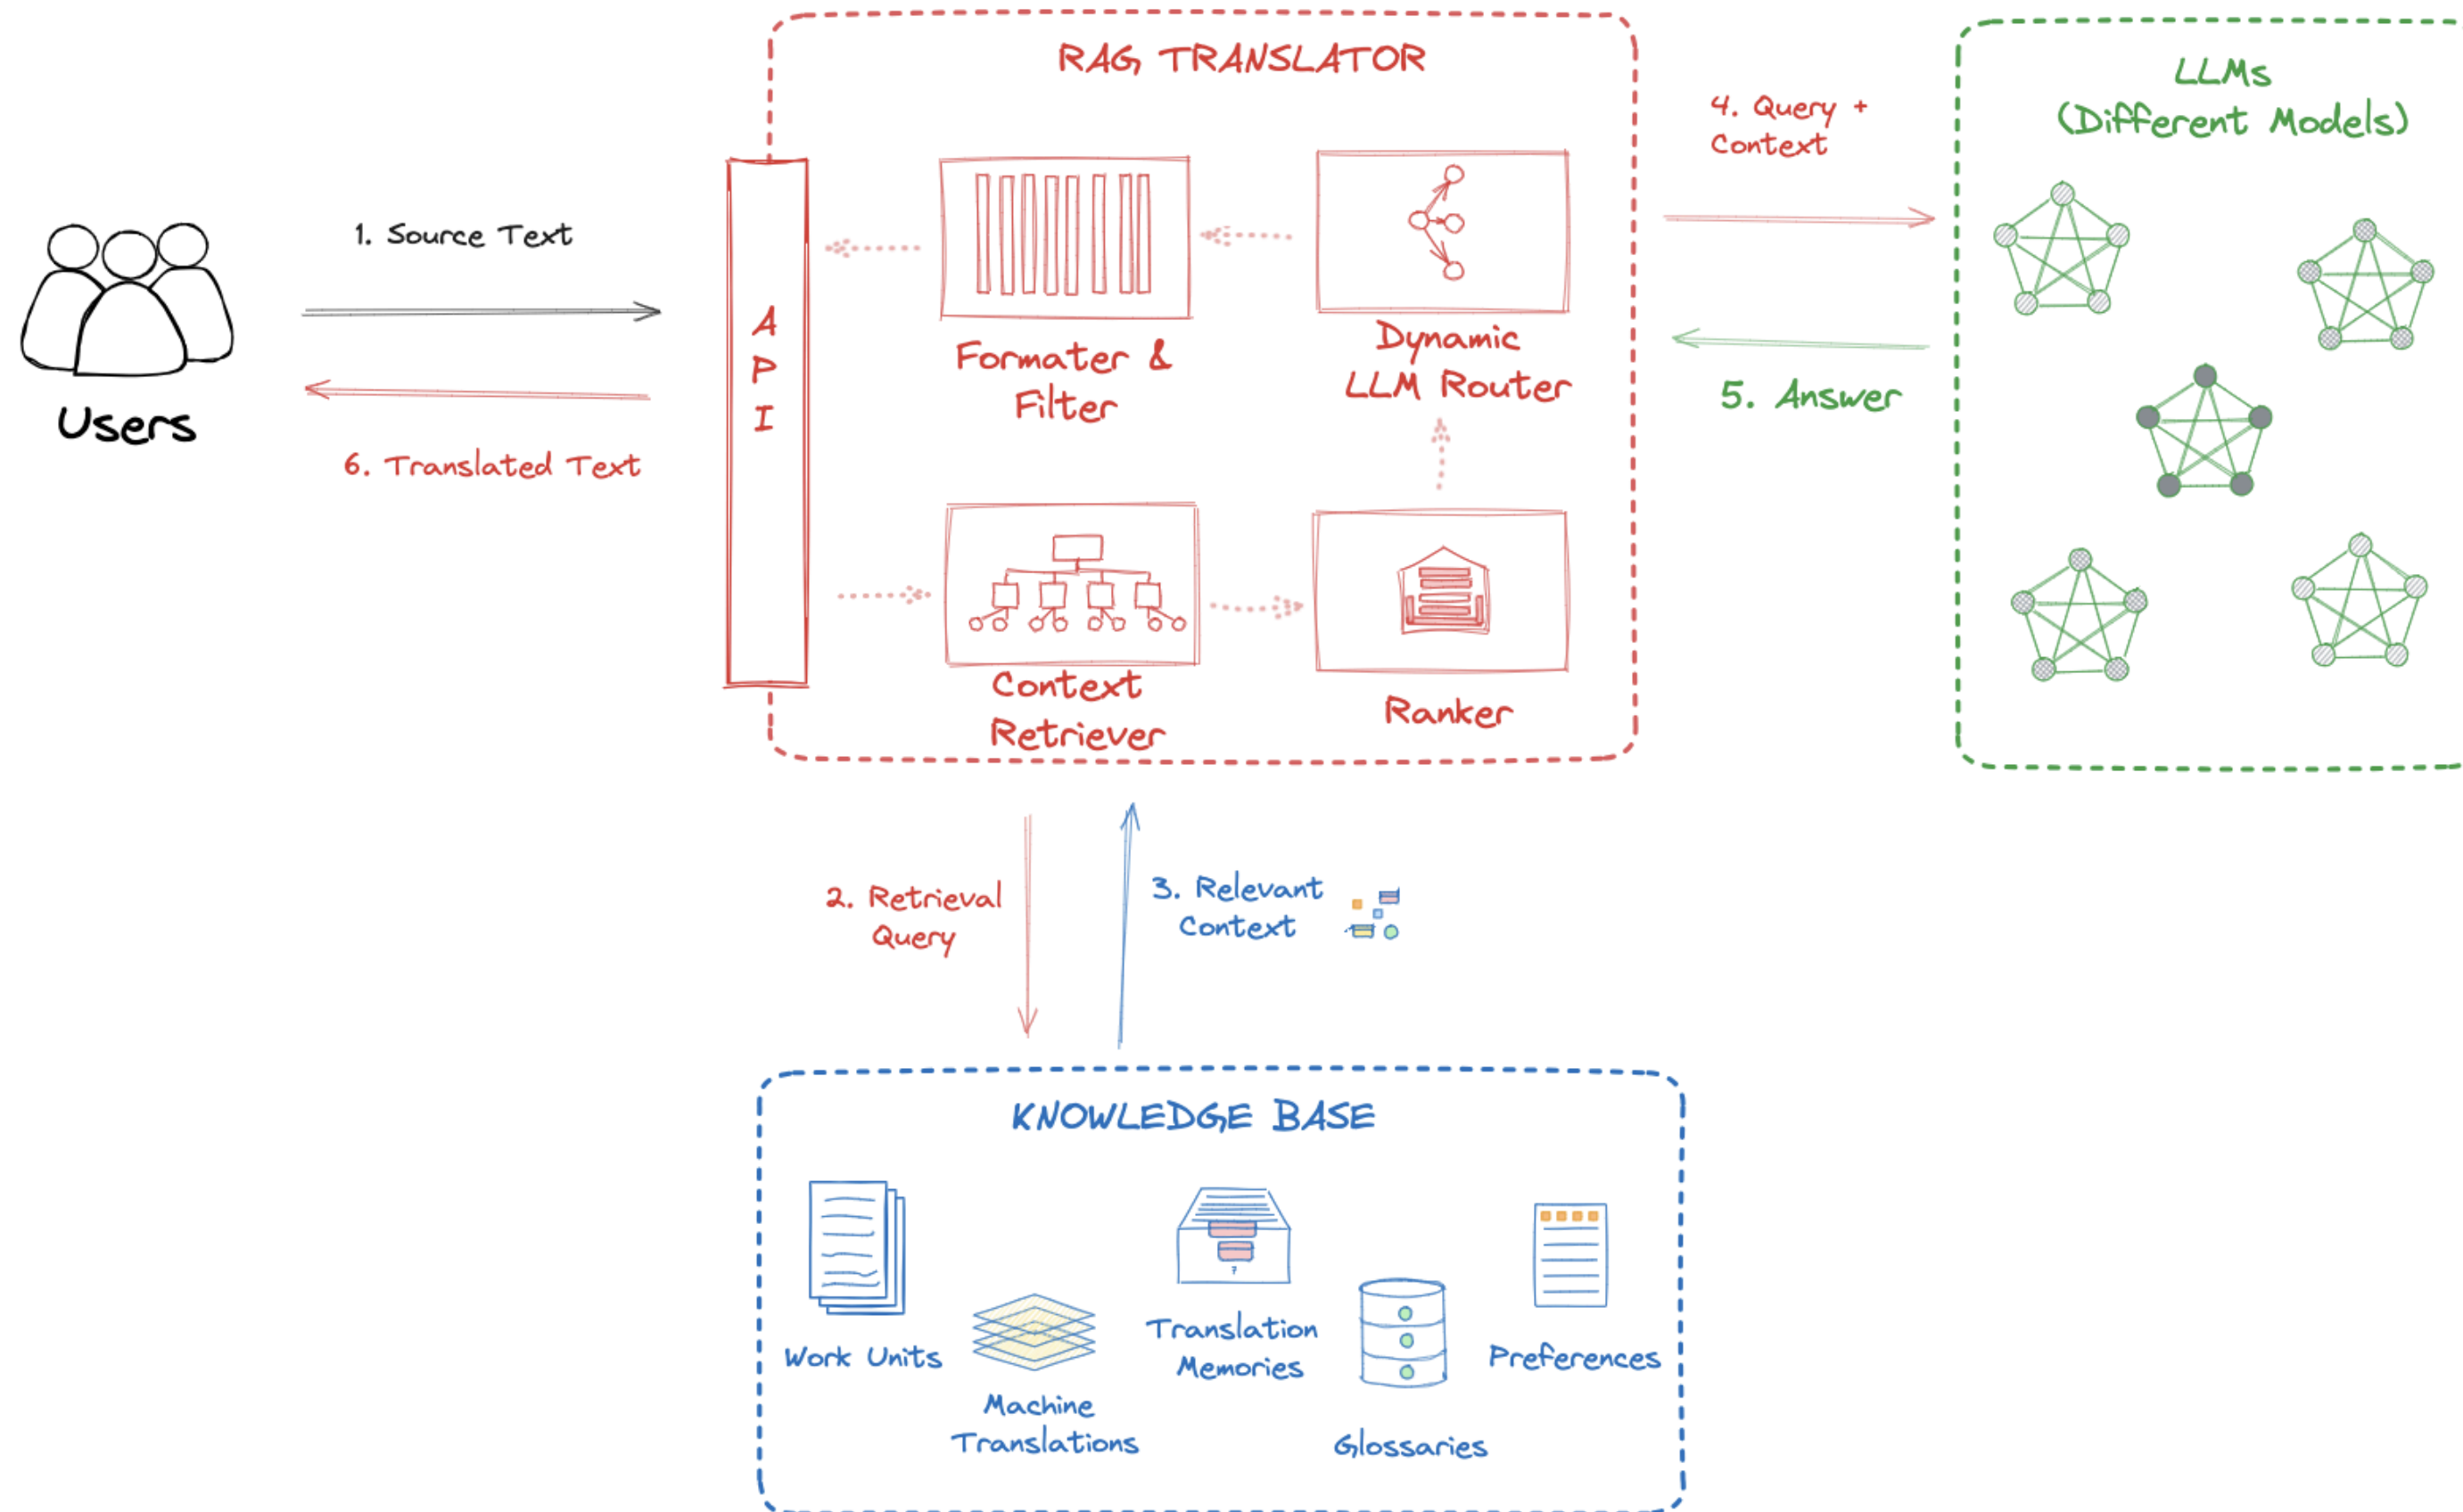 RAG TRANSLATOR
LLMs
(Different Models)
4. Query +
Context
1. Source Text
A
P
I
Formater &
Filter
Dynamic
LLM Router
5. Answer
Users
6. Translated Text
Context
Retriever
Ranker
2. Retrieval
Query
3. Relevant
Context
KNOWLEDGE BASE
Work Units
Machine
Translations
Translation
Memories
Glossaries
Preferences